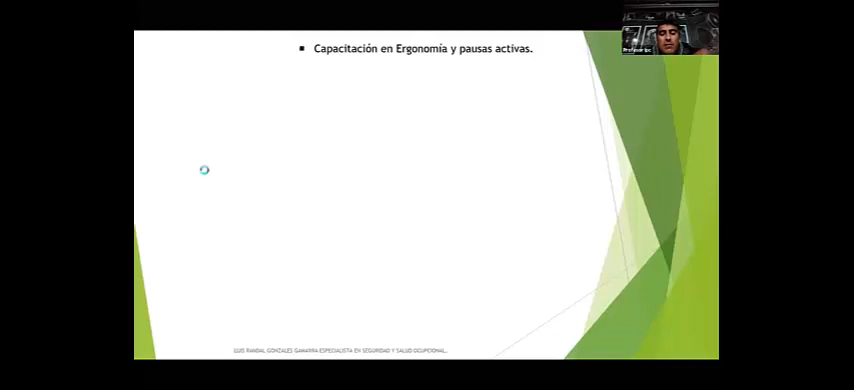 ▪ Capacitación en Ergonomía y pausas activas.
LUIS RANDAL GONZALES GAMARRA ESPECIALISTA EN SEGURIDAD Y SALUD OCUPACIONAL.